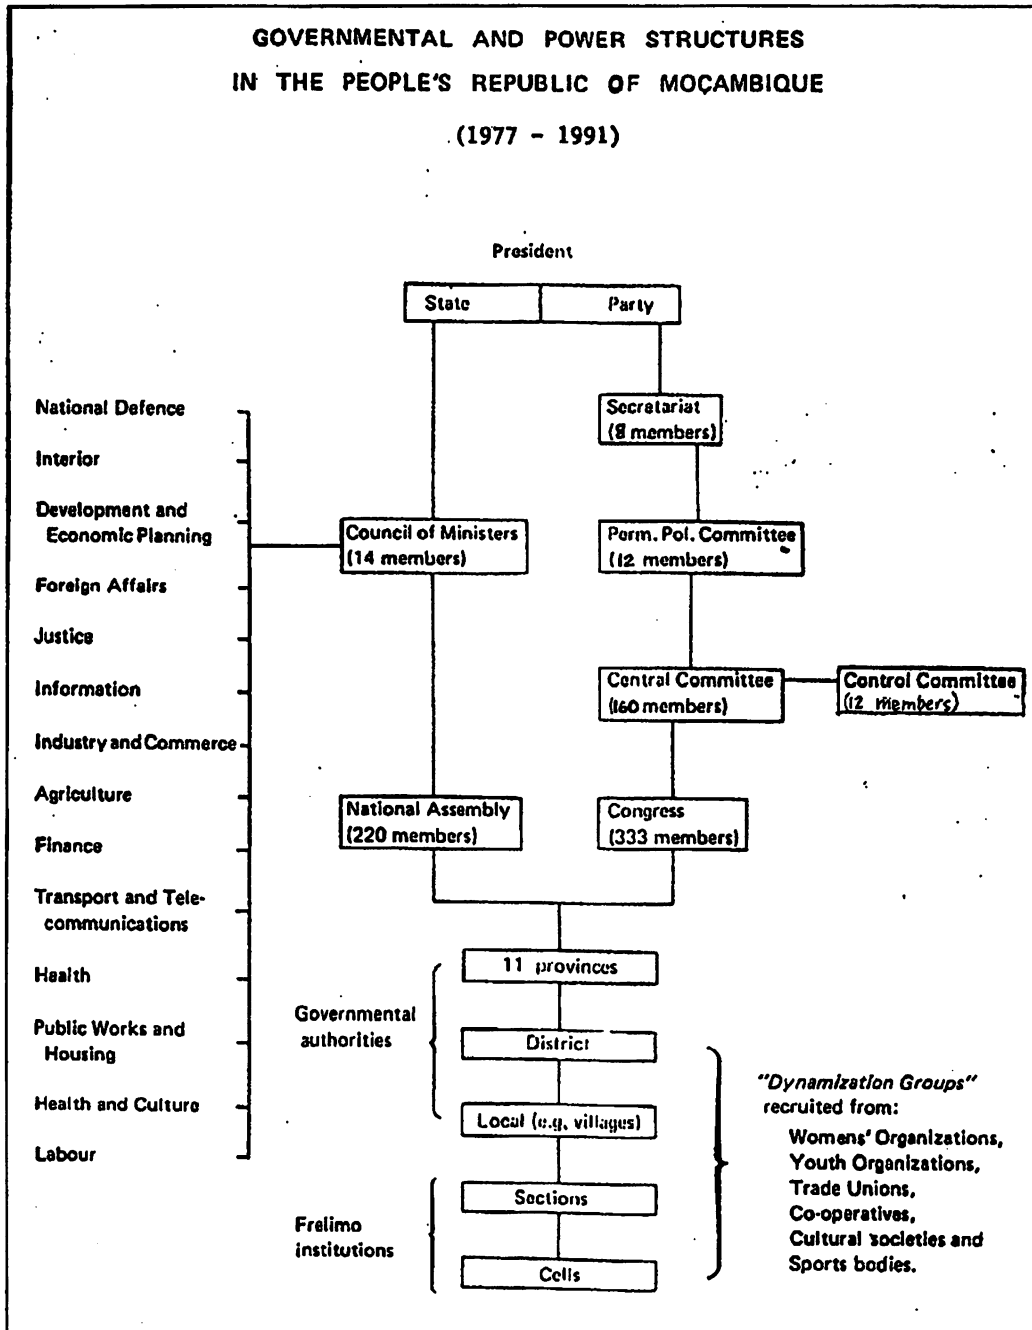 GOVERNMENTAL AND POWER STRUCTURES
IN THE PEOPLE'S REPUBLIC OF MOÇAMBIQUE
(1977 - 1991)
President
State
Party
Secretariat
(8 members)
Perm. Pol. Committee
(12 members)
Council of Ministers
(14 members)
Central Committee
(160 members)
Control Committee
(12 members)
National Assembly
(220 members)
Congress
(333 members)
National Defence
Interior
Development and
Economic Planning
Foreign Affairs
Justice
Information
Industry and Commerce
Agriculture
Finance
Transport and Tele-
communications
Health
Public Works and
Housing
Health and Culture
Labour
Governmental
authorities
11 provinces
District
Local (e.g. villages)
Frelimo
institutions
Sections
Cells
"Dynamization Groups"
recruited from:
Womens' Organizations,
Youth Organizations,
Trade Unions,
Co-operatives,
Cultural societies and
Sports bodies.